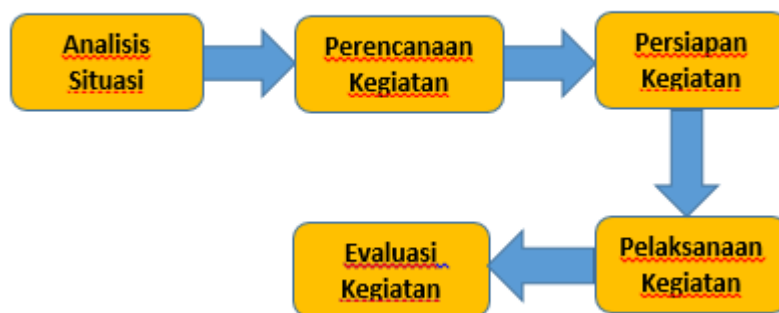 Analisis
Situasi
Perencanaan
Kegiatan
Persiapan
Kegiatan
Pelaksanaan
Kegiatan
Evaluasi
Kegiatan